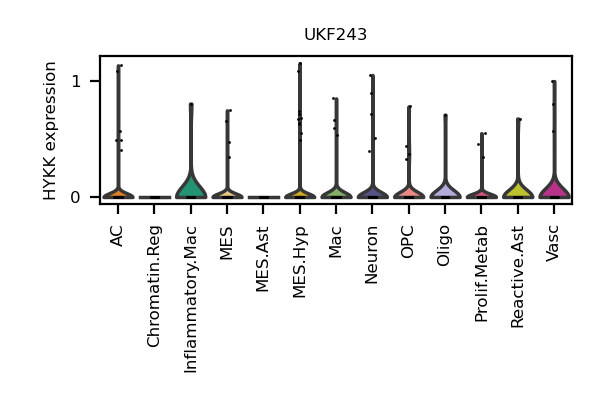 UKF243
HYKK expression
1
0
AC
Chromatin.Reg
Inflammatory.Mac
MES
MES.Ast
MES.Hyp
Mac
Neuron
OPC
Oligo
Prolif.Metab
Reactive.Ast
Vasc